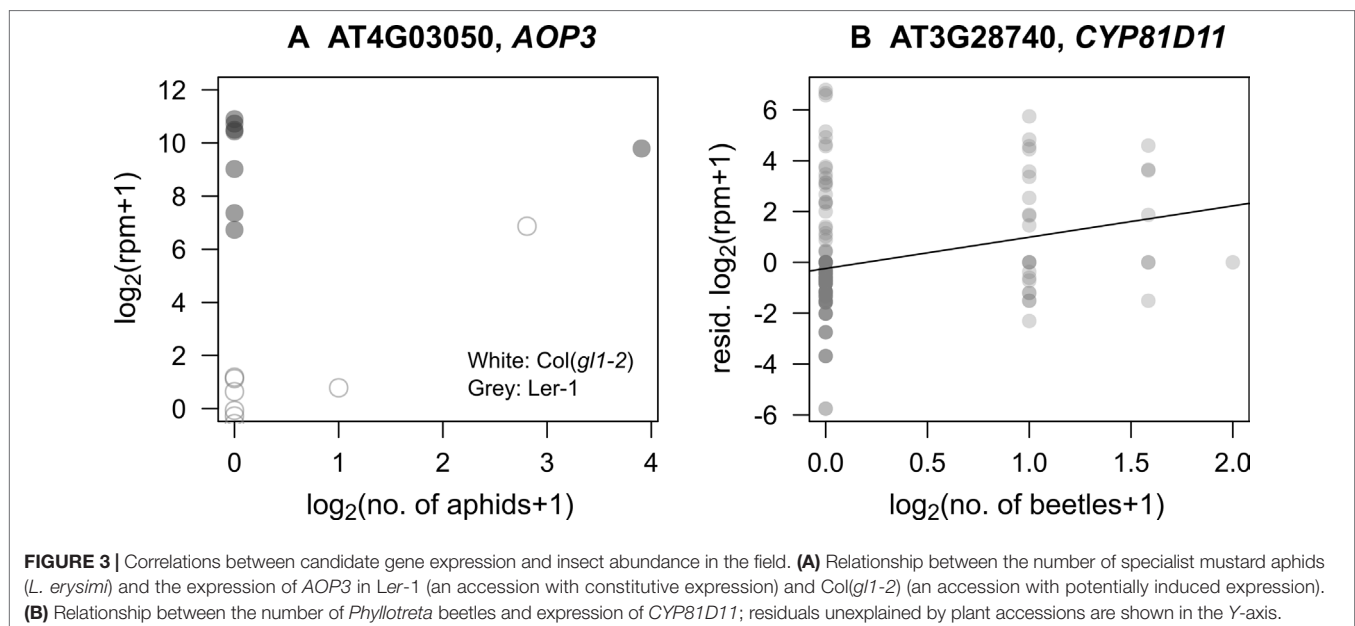 A AT4G03050, AOP3
12
10
8
6
4
2
0
log2(rpm+1)
White: Col(gl1-2)
Grey: Ler-1
0 1 2 3 4
log2(no. of aphids+1)
B AT3G28740, CYP81D11
6
4
2
0
-2
-4
-6
resid. log2(rpm+1)
0.0 0.5 1.0 1.5 2.0
log2(no. of beetles+1)
FIGURE 3 | Correlations between candidate gene expression and insect abundance in the field. (A) Relationship between the number of specialist mustard aphids
(L. erysimi) and the expression of AOP3 in Ler-1 (an accession with constitutive expression) and Col(gl1-2) (an accession with potentially induced expression).
(B) Relationship between the number of Phyllotreta beetles and expression of CYP81D11; residuals unexplained by plant accessions are shown in the Y-axis.